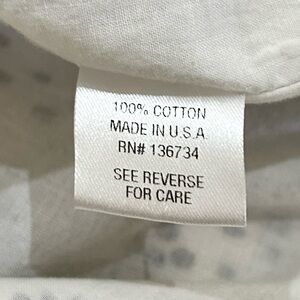 100% COTTON
MADE IN U.S.A
RN# 136734
SEE REVERSE
FOR CARE